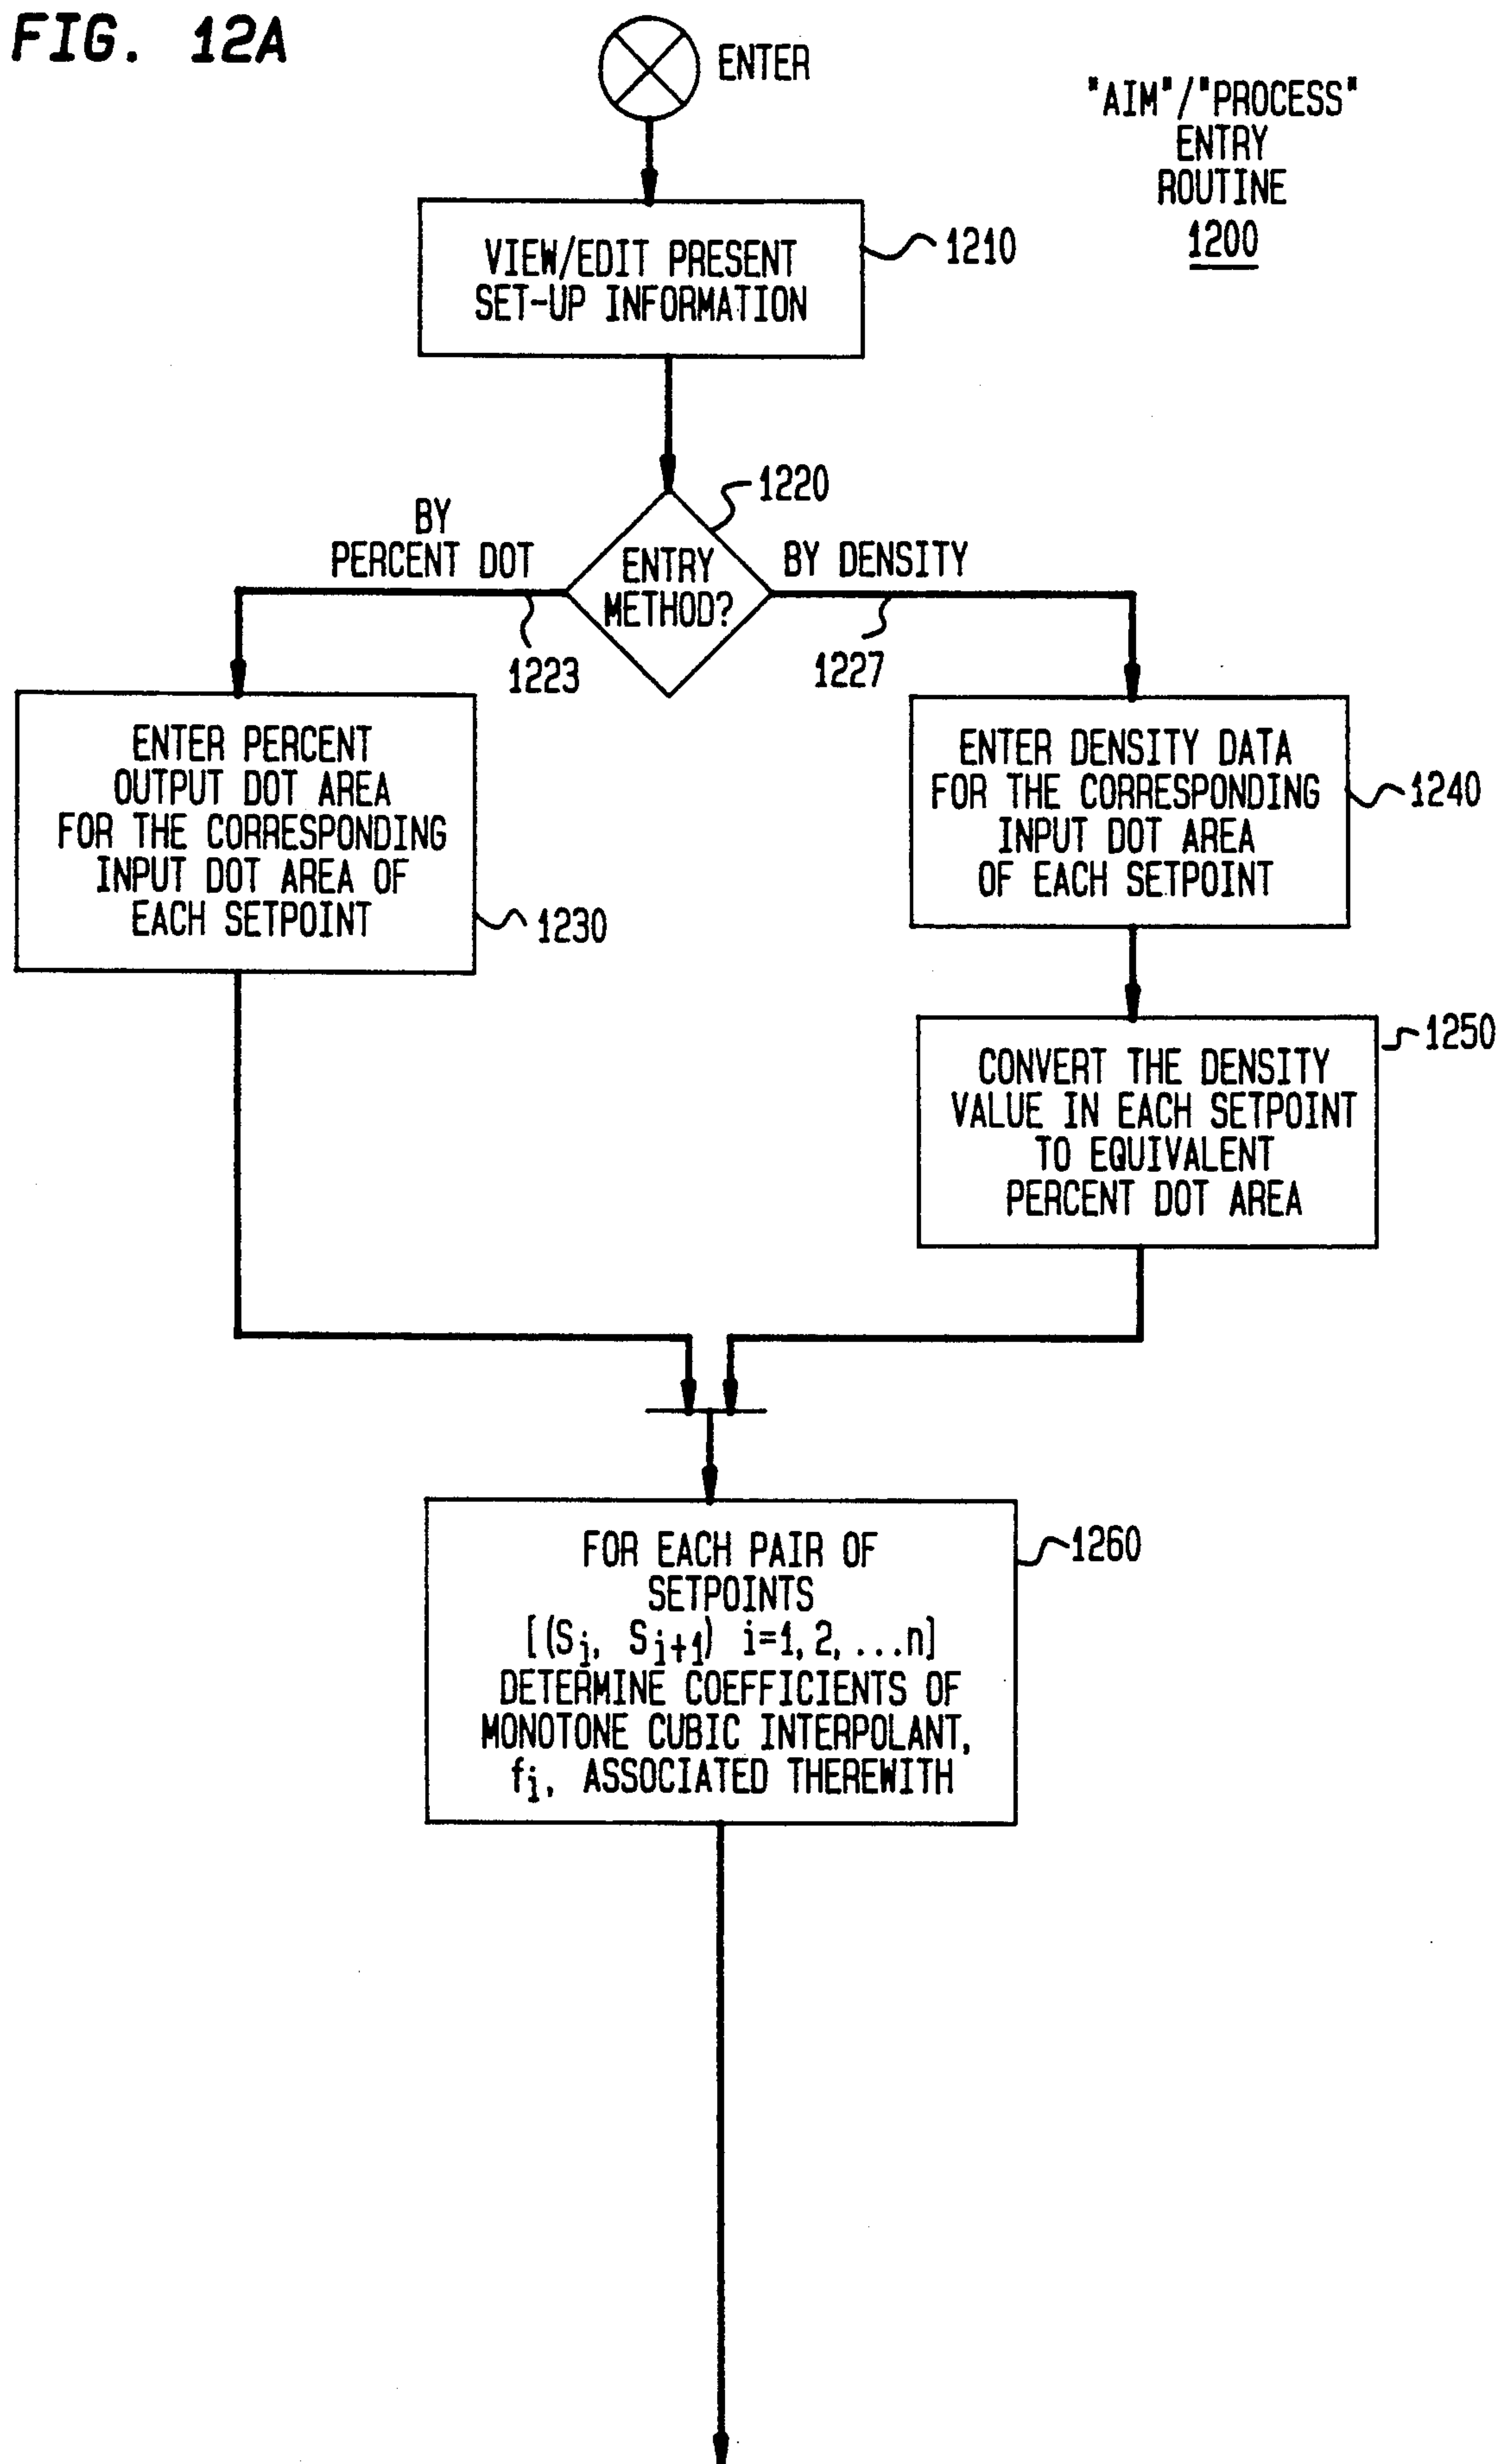 FIG. 12A
ENTER
"AIM"/"PROCESS"
ENTRY
ROUTINE
1200
VIEW/EDIT PRESENT
SET-UP INFORMATION
1210
1220
BY
PERCENT DOT
ENTRY
METHOD?
BY DENSITY
1223
1227
ENTER PERCENT
OUTPUT DOT AREA
FOR THE CORRESPONDING
INPUT DOT AREA OF
EACH SETPOINT
1230
ENTER DENSITY DATA
FOR THE CORRESPONDING
INPUT DOT AREA
OF EACH SETPOINT
1240
CONVERT THE DENSITY
VALUE IN EACH SETPOINT
TO EQUIVALENT
PERCENT DOT AREA
1250
FOR EACH PAIR OF
SETPOINTS
[(Si, Si+1) i=1,2,...n]
DETERMINE COEFFICIENTS OF
MONOTONE CUBIC INTERPOLANT,
fi, ASSOCIATED THEREWITH
1260